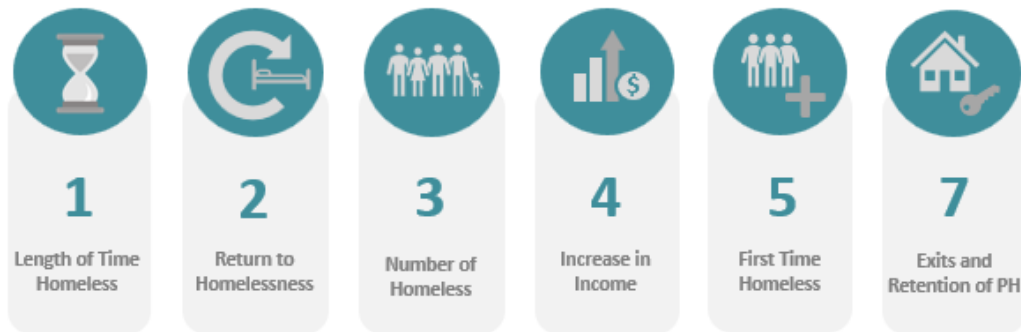 $
1
Length of Time
Homeless
2
Return to
Homelessness
3
Number of
Homeless
4
Increase in
Income
5
First Time
Homeless
7
Exits and
Retention of PH